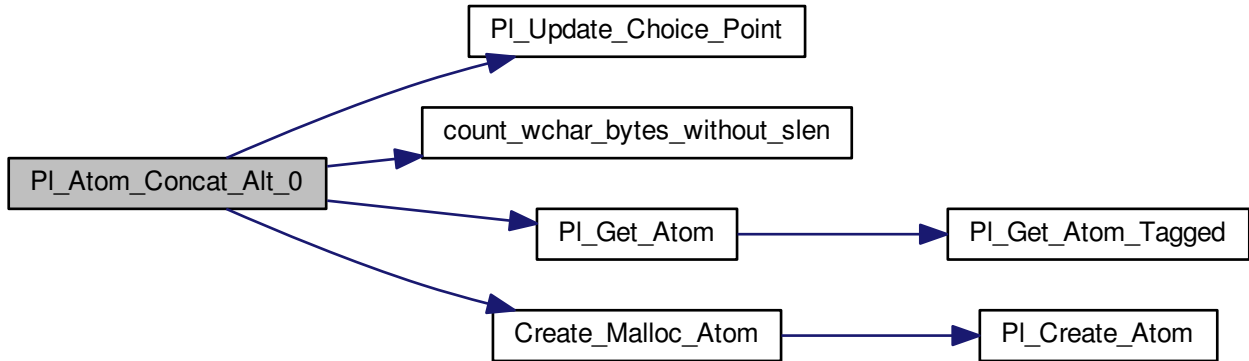 Pl_Update_Choice_Point
count_wchar_bytes_without_slen
Pl_Atom_Concat_Alt_0
Pl_Get_Atom
Pl_Get_Atom_Tagged
Create_Malloc_Atom
Pl_Create_Atom